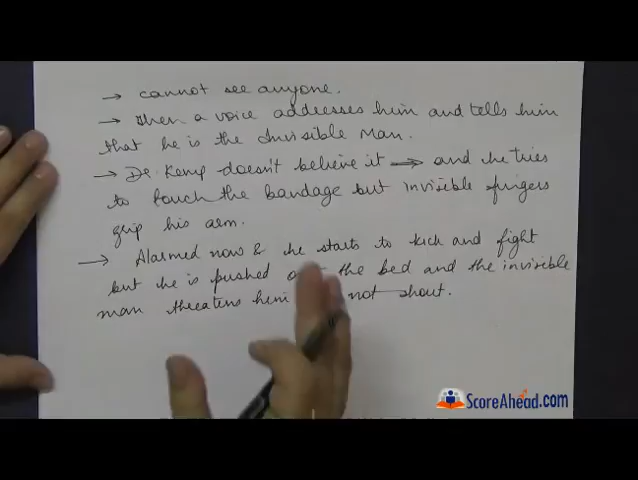 → cannot see anyone.
→ then a voice addresses him and tells him
that he is the Invisible Man.
→ Dr. Kemp doesn't believe it → and he tries
to touch the bandage but invisible fingers
grip his arm.
→ Alarmed now & he starts to kick and fight
but he is pushed the bed and the invisible
man threatens him not shout.
ScoreAhead.com